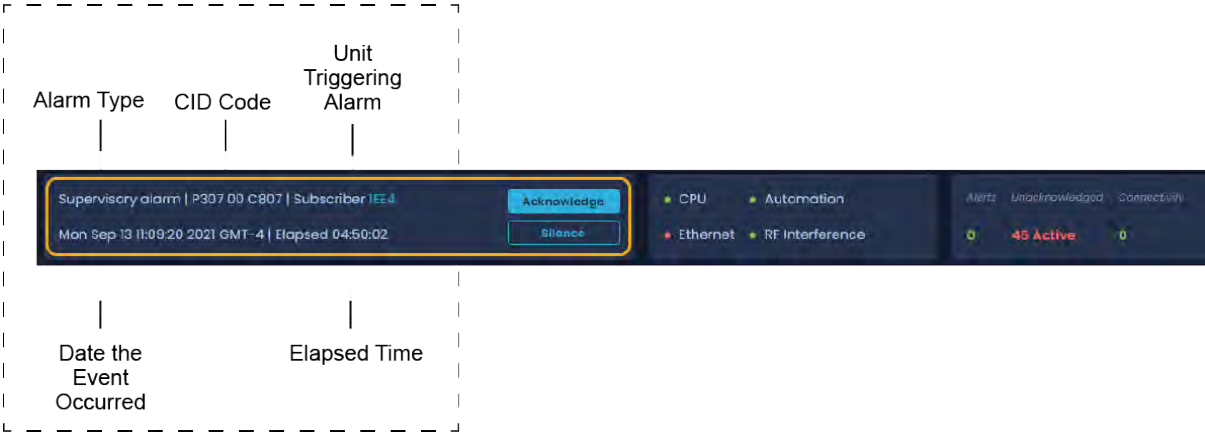 Unit
Triggering
Alarm
Alarm Type
CID Code
Supervisory alarm | P307 00 C807 | Subscriber 1EE4
Acknowledge
Mon Sep 13 11:09:20 2021 GMT-4 | Elapsed 04:50:02
Silence
CPU
Automation
Ethernet
RF Interference
Alerts Unacknowledged Connectivity
0 45 Active 0
Date the
Event
Occurred
Elapsed Time